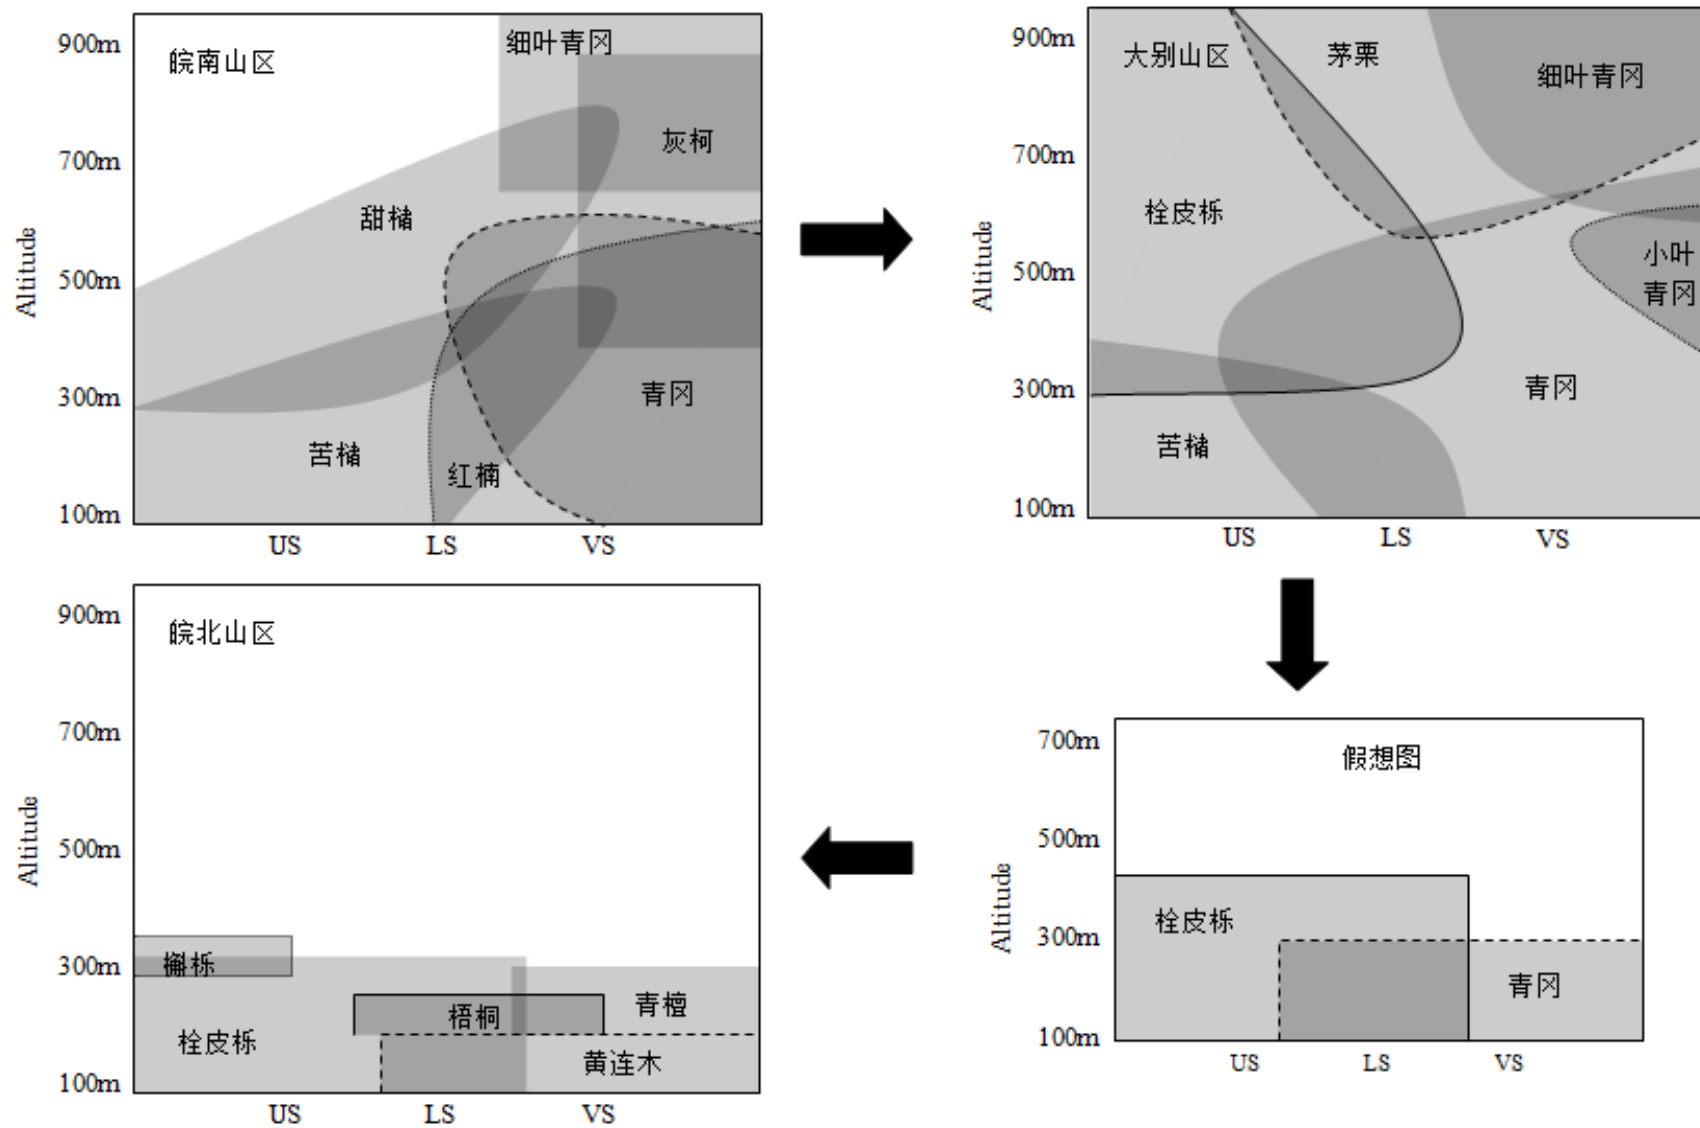 900m
皖南山区
细叶青冈
700m
灰柯
甜槠
Altitude
500m
300m
青冈
苦槠
红楠
100m
US
LS
VS
900m
大别山区
茅栗
细叶青冈
700m
栓皮栎
Altitude
500m
小叶
青冈
300m
青冈
苦槠
100m
US
LS
VS
900m
皖北山区
700m
Altitude
500m
300m
槲栎
青檀
梧桐
栓皮栎
黄连木
100m
US
LS
VS
700m
假想图
500m
Altitude
300m
栓皮栎
青冈
100m
US
LS
VS